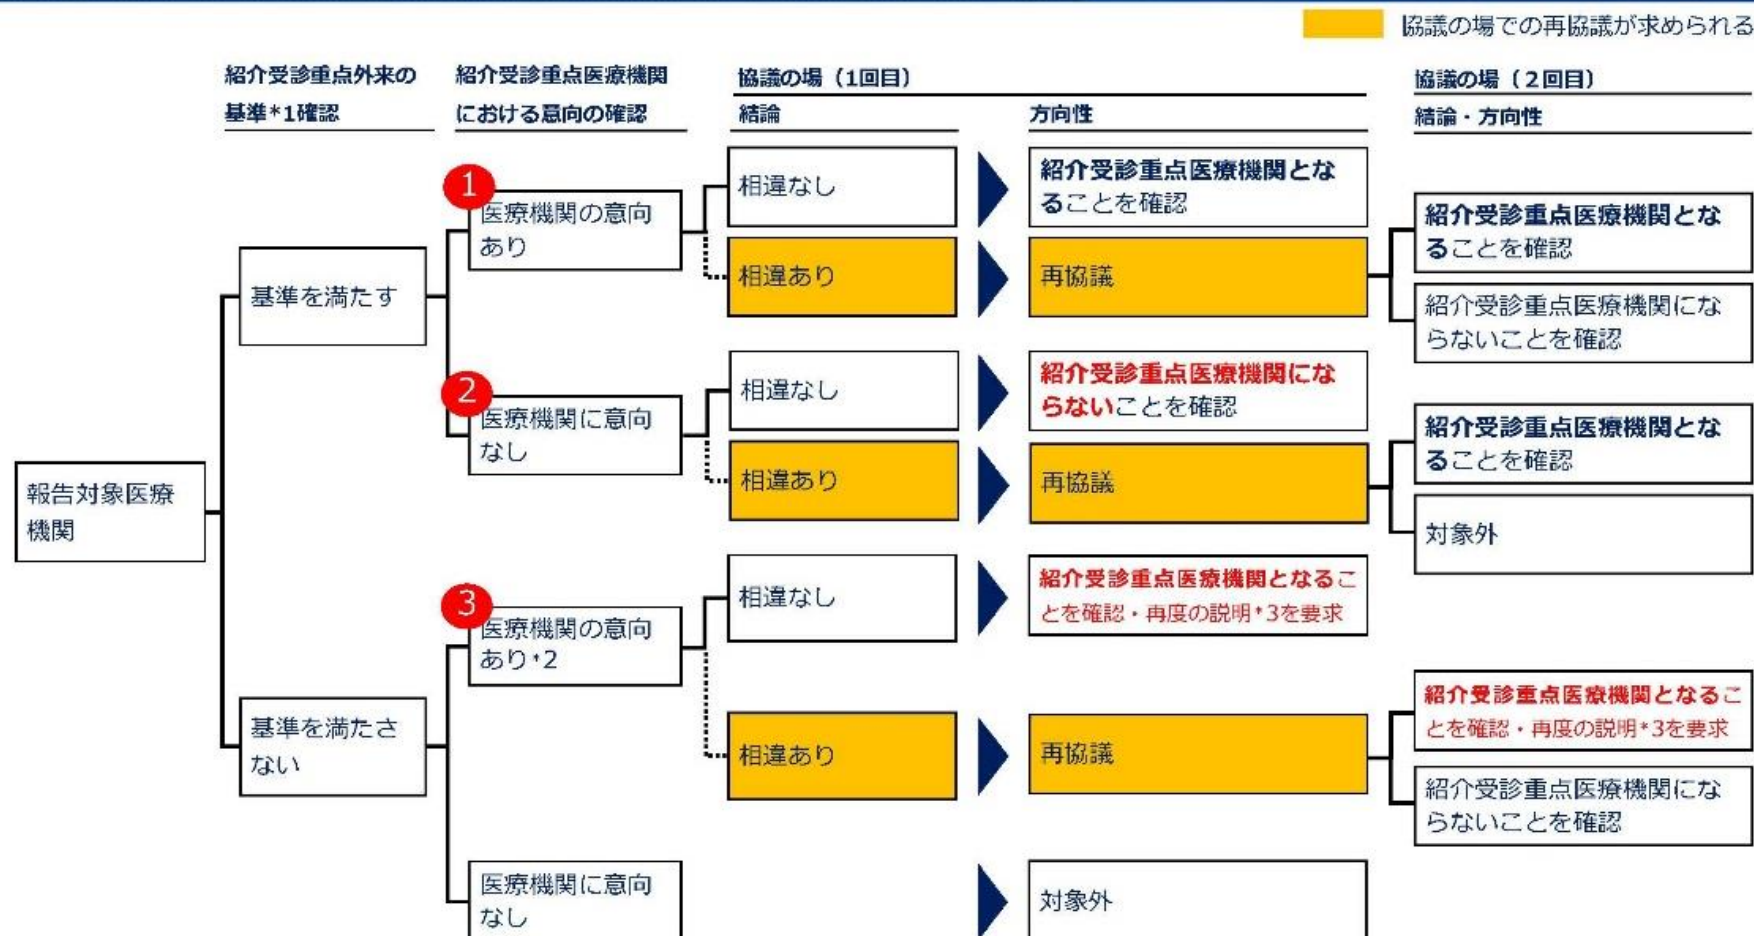 協議の場での再協議が求められる
紹介受診重点外来の
基準*1確認
紹介受診重点医療機関
における意向の確認
協議の場（1回目）
結論
方向性
協議の場（２回目）
結論・方向性
報告対象医療
機関
基準を満たす
1
医療機関の意向
あり
相違なし
紹介受診重点医療機関とな
ることを確認
相違あり
再協議
紹介受診重点医療機関とな
ることを確認
紹介受診重点医療機関にな
らないことを確認
2
医療機関に意向
なし
相違なし
紹介受診重点医療機関にな
らないことを確認
相違あり
再協議
紹介受診重点医療機関とな
ることを確認
対象外
基準を満たさ
ない
3
医療機関の意向
あり*2
相違なし
紹介受診重点医療機関となるこ
とを確認・再度の説明*3を要求
相違あり
再協議
紹介受診重点医療機関となるこ
とを確認・再度の説明*3を要求
紹介受診重点医療機関にな
らないことを確認
医療機関に意向
なし
対象外